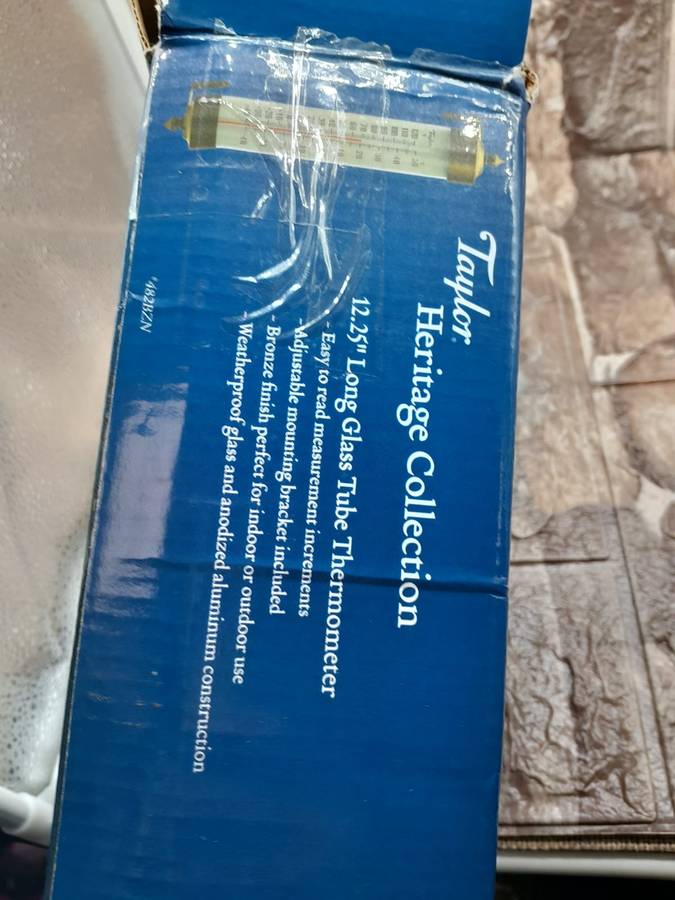 Taylor
Heritage Collection
12.25" Long Glass Tube Thermometer
- Easy to read measurement increments
- Adjustable mounting bracket included
- Bronze finish perfect for indoor or outdoor use
- Weatherproof glass and anodized aluminum construction
482BZN